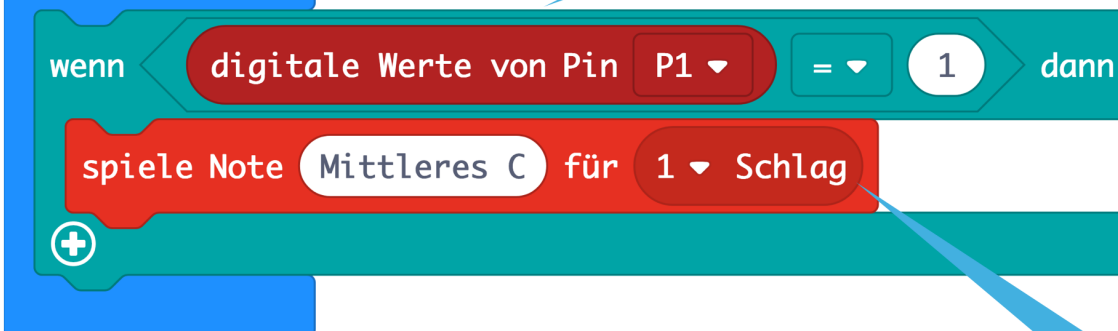 wenn digitale Werte von Pin P1 = 1 dann
spiele Note Mittleres C für 1 Schlag